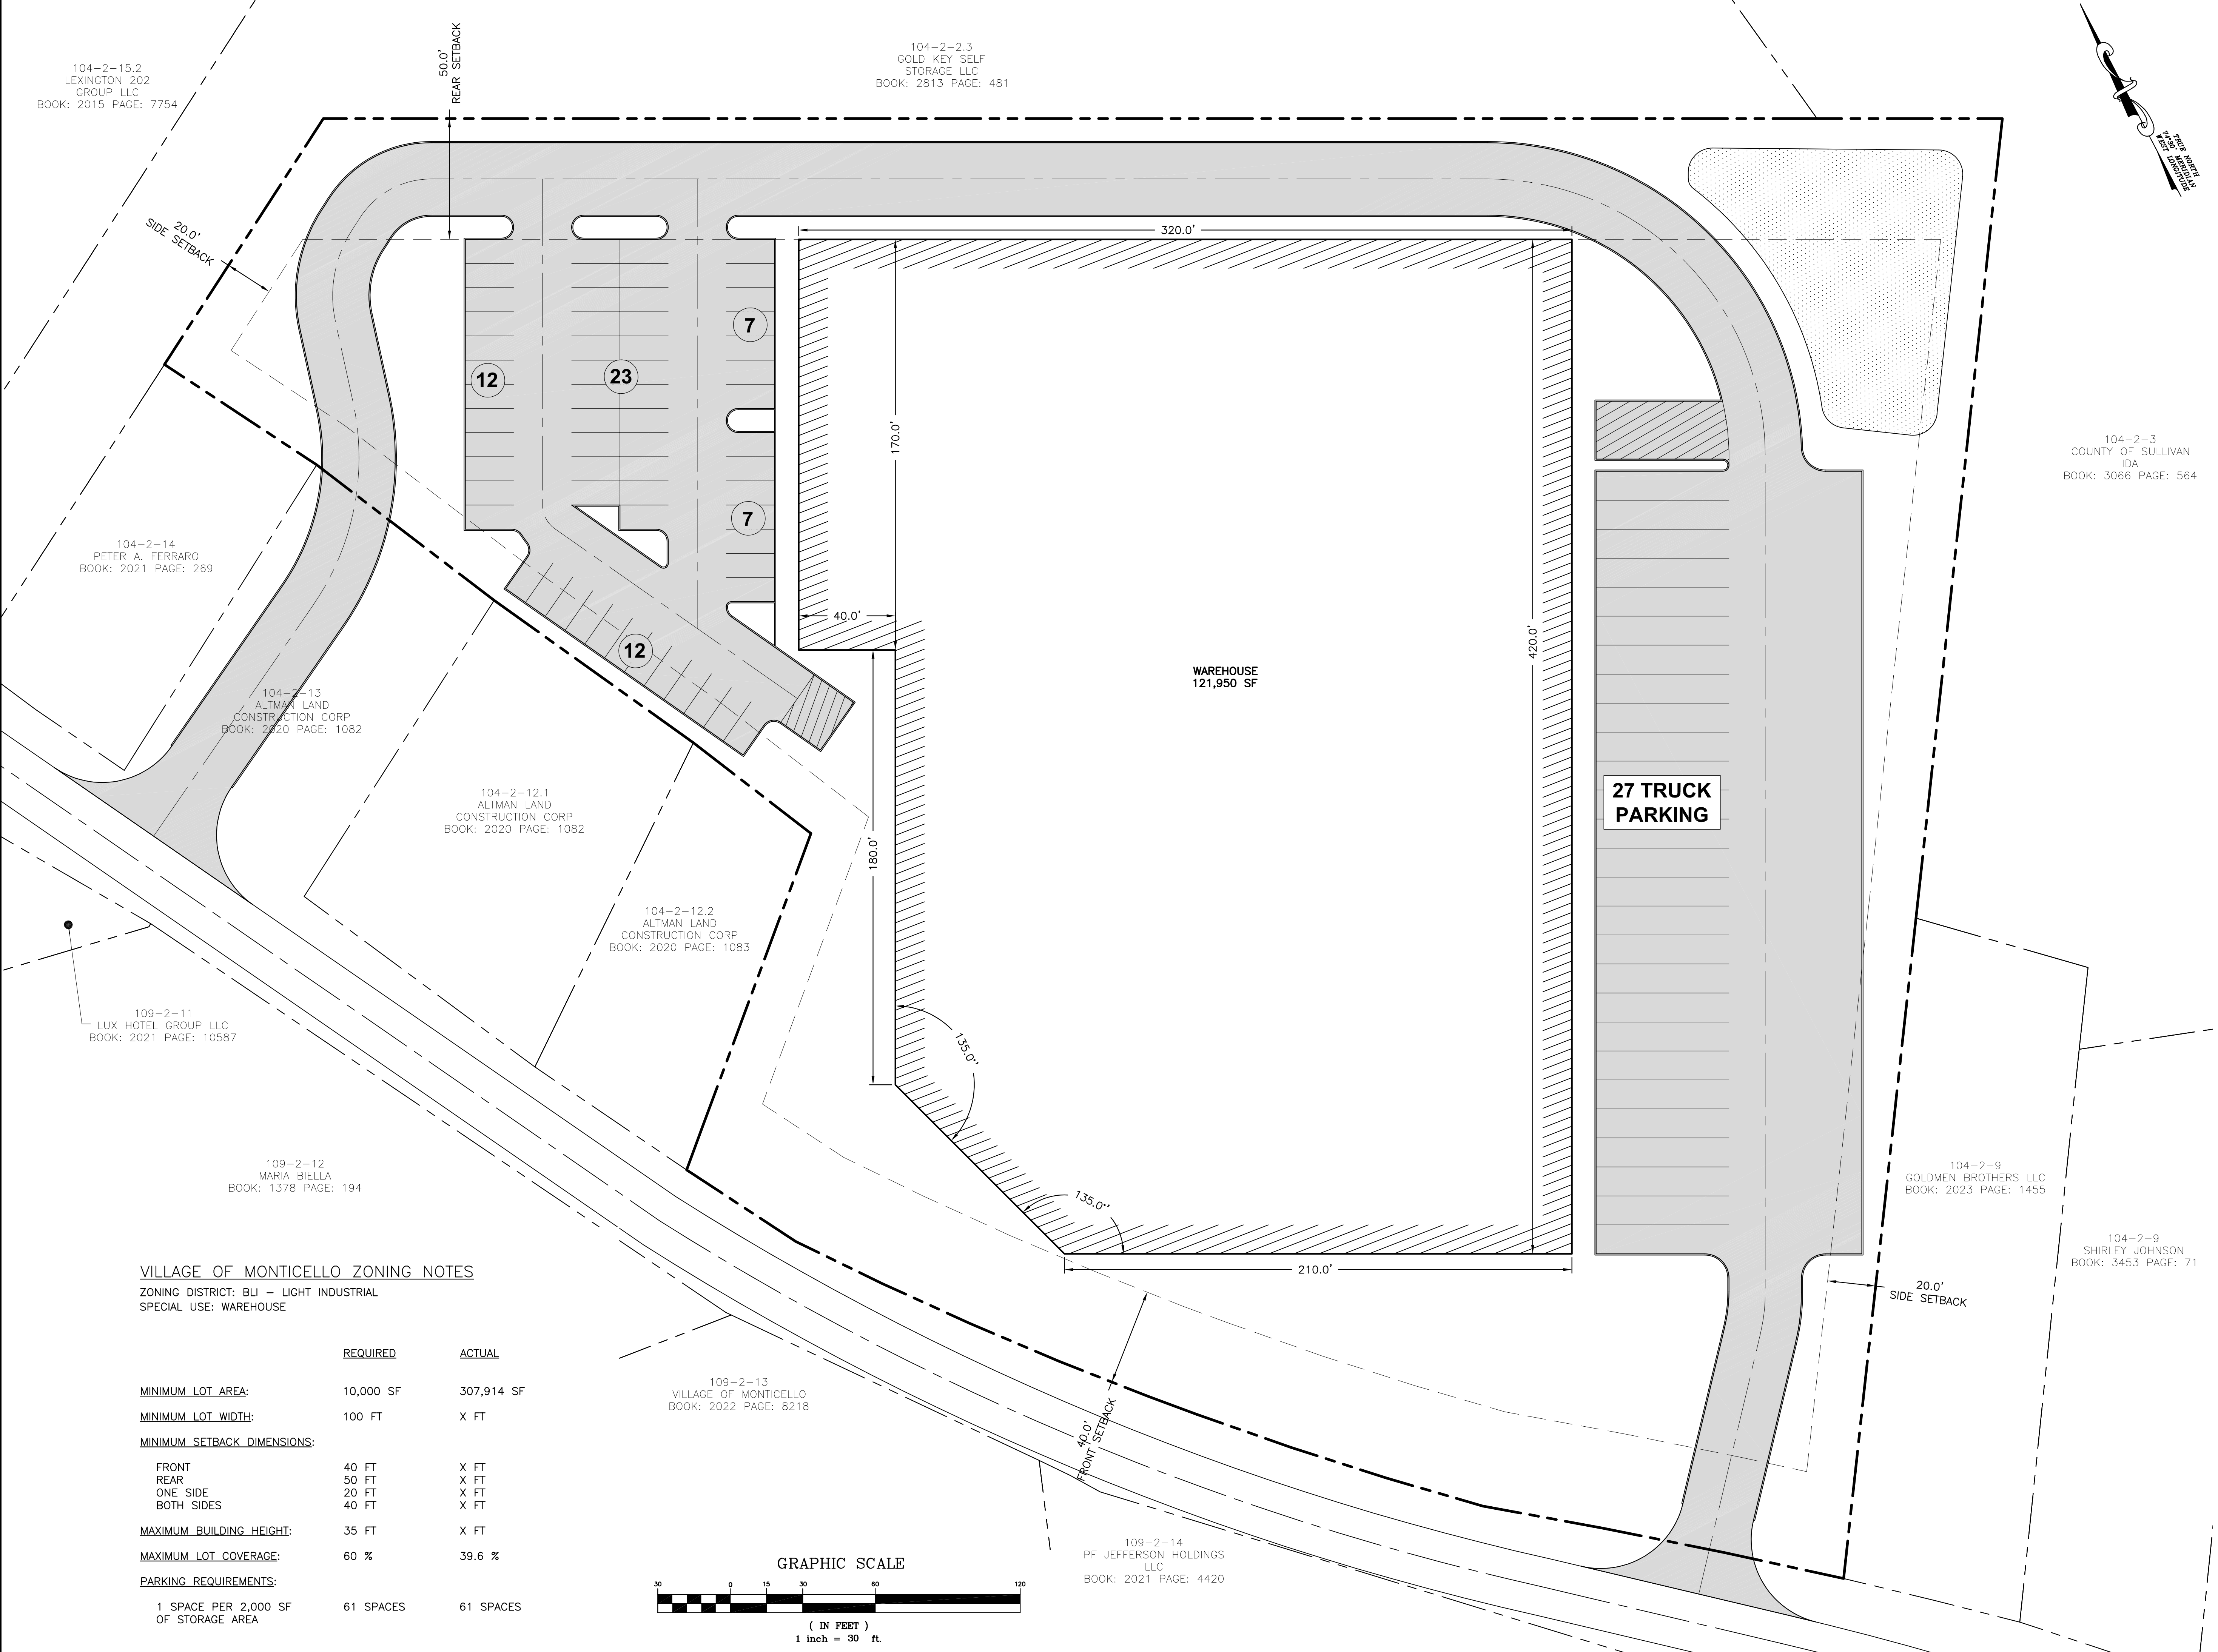 104-2-15.2
LEXINGTON 202
GROUP LLC
BOOK: 2015 PAGE: 7754
50.0'
REAR SETBACK
104-2-2.3
GOLD KEY SELF
STORAGE LLC
BOOK: 2813 PAGE: 481
TRUE NORTH
74°30' MERIDIAN
WEST LONGITUDE
20.0'
SIDE SETBACK
320.0'
7
12
23
170.0'
7
40.0'
12
420.0'
WAREHOUSE
121,950 SF
180.0'
27 TRUCK
PARKING
104-2-3
COUNTY OF SULLIVAN
IDA
BOOK: 3066 PAGE: 564
104-2-14
PETER A. FERRARO
BOOK: 2021 PAGE: 269
104-2-13
ALTMAN LAND
CONSTRUCTION CORP
BOOK: 2020 PAGE: 1082
104-2-12.1
ALTMAN LAND
CONSTRUCTION CORP
BOOK: 2020 PAGE: 1082
104-2-12.2
ALTMAN LAND
CONSTRUCTION CORP
BOOK: 2020 PAGE: 1083
109-2-11
LUX HOTEL GROUP LLC
BOOK: 2021 PAGE: 10587
135.0°'
135.0°'
210.0'
109-2-12
MARIA BIELLA
BOOK: 1378 PAGE: 194
104-2-9
GOLDMEN BROTHERS LLC
BOOK: 2023 PAGE: 1455
104-2-9
SHIRLEY JOHNSON
BOOK: 3453 PAGE: 71
20.0'
SIDE SETBACK
40.0'
FRONT SETBACK
109-2-13
VILLAGE OF MONTICELLO
BOOK: 2022 PAGE: 8218
109-2-14
PF JEFFERSON HOLDINGS
LLC
BOOK: 2021 PAGE: 4420
VILLAGE OF MONTICELLO ZONING NOTES
ZONING DISTRICT: BLI - LIGHT INDUSTRIAL
SPECIAL USE: WAREHOUSE
REQUIRED ACTUAL
MINIMUM LOT AREA: 10,000 SF 307,914 SF
MINIMUM LOT WIDTH: 100 FT X FT
MINIMUM SETBACK DIMENSIONS:
FRONT 40 FT X FT
REAR 50 FT X FT
ONE SIDE 20 FT X FT
BOTH SIDES 40 FT X FT
MAXIMUM BUILDING HEIGHT: 35 FT X FT
MAXIMUM LOT COVERAGE: 60 % 39.6 %
PARKING REQUIREMENTS:
1 SPACE PER 2,000 SF 61 SPACES 61 SPACES
OF STORAGE AREA
GRAPHIC SCALE
30 0 15 30 60 120
( IN FEET )
1 inch = 30 ft.